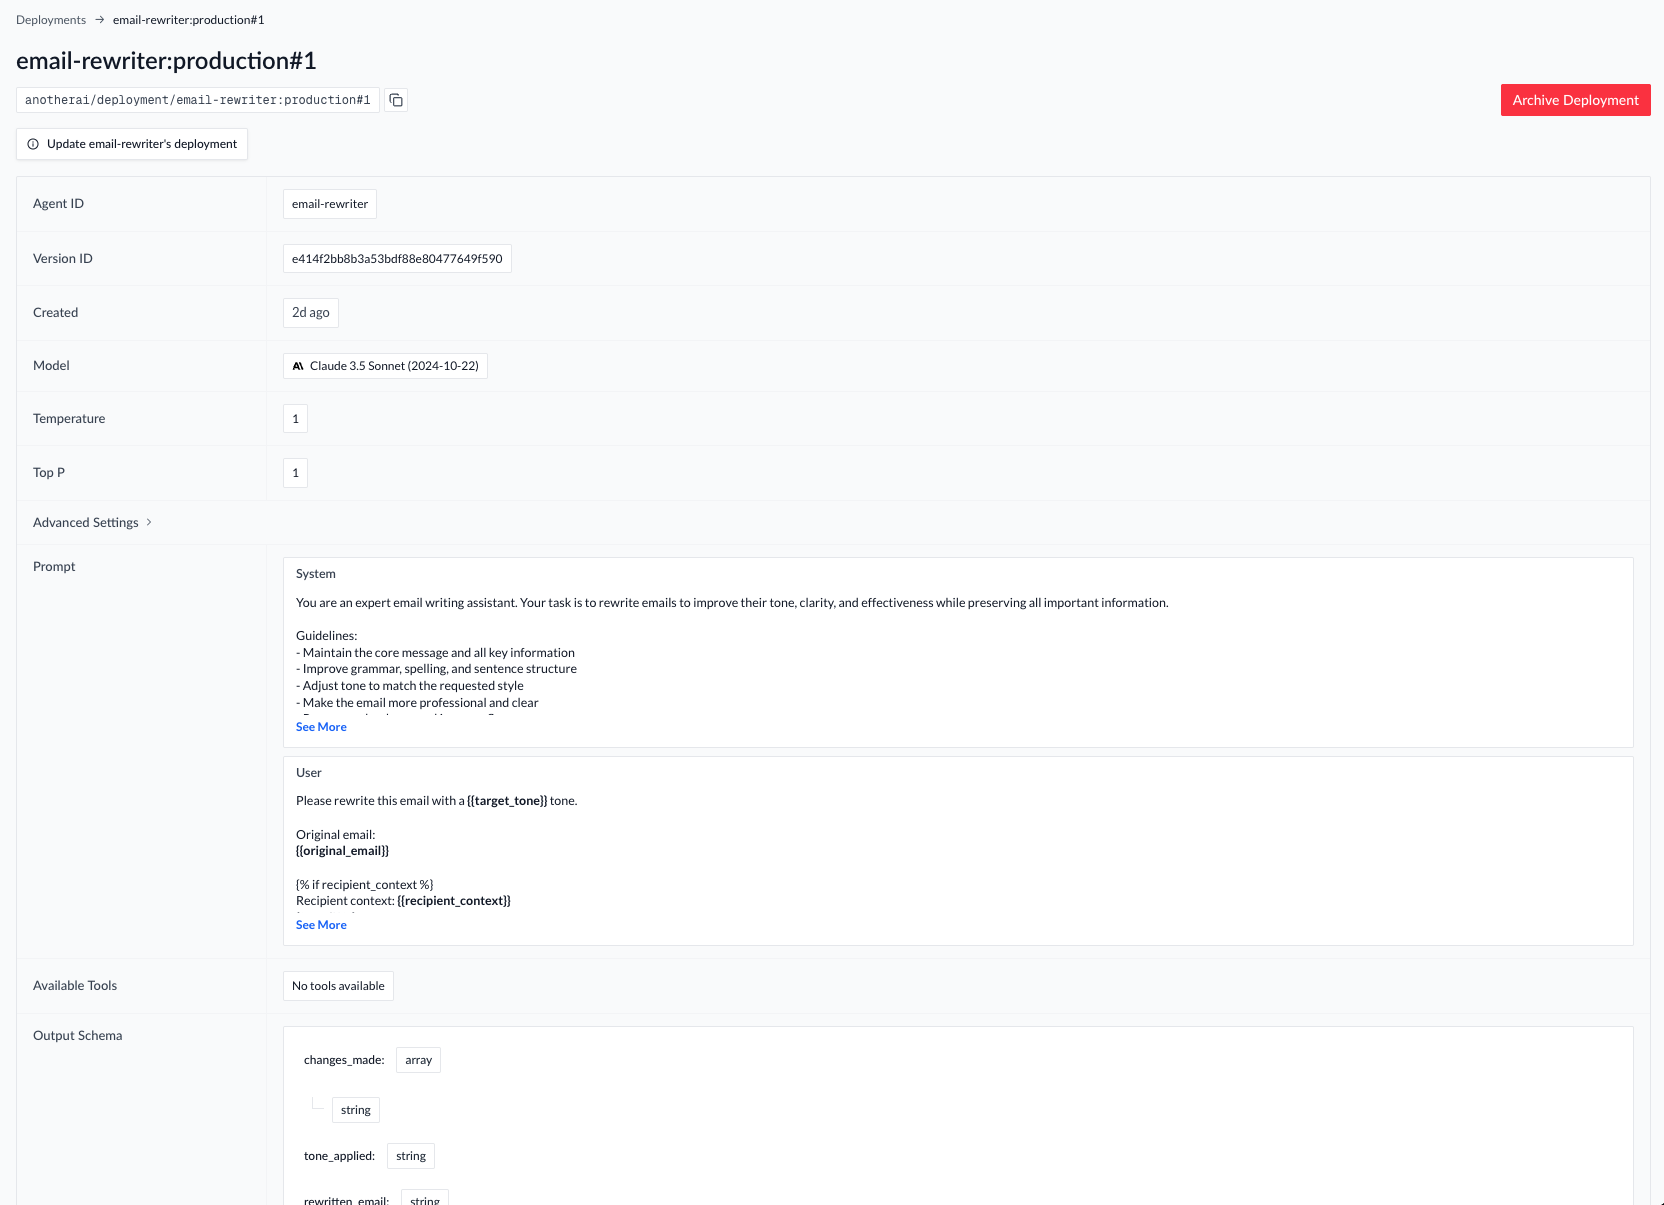 Deployments → email-rewriter:production#1
email-rewriter:production#1
anotherai/deployment/email-rewriter:production#1
Archive Deployment
Update email-rewriter's deployment
Agent ID
email-rewriter
Version ID
e414f2bb8b3a53bdf88e80477649f590
Created
2d ago
Model
Claude 3.5 Sonnet (2024-10-22)
Temperature
1
Top P
1
Advanced Settings
Prompt
System
You are an expert email writing assistant. Your task is to rewrite emails to improve their tone, clarity, and effectiveness while preserving all important information.
Guidelines:
- Maintain the core message and all key information
- Improve grammar, spelling, and sentence structure
- Adjust tone to match the requested style
- Make the email more professional and clear
See More
User
Please rewrite this email with a {{target_tone}} tone.
Original email:
{{original_email}}
{% if recipient_context %}
Recipient context: {{recipient_context}}
See More
Available Tools
No tools available
Output Schema
changes_made: array
string
tone_applied: string
rewritten_email: string